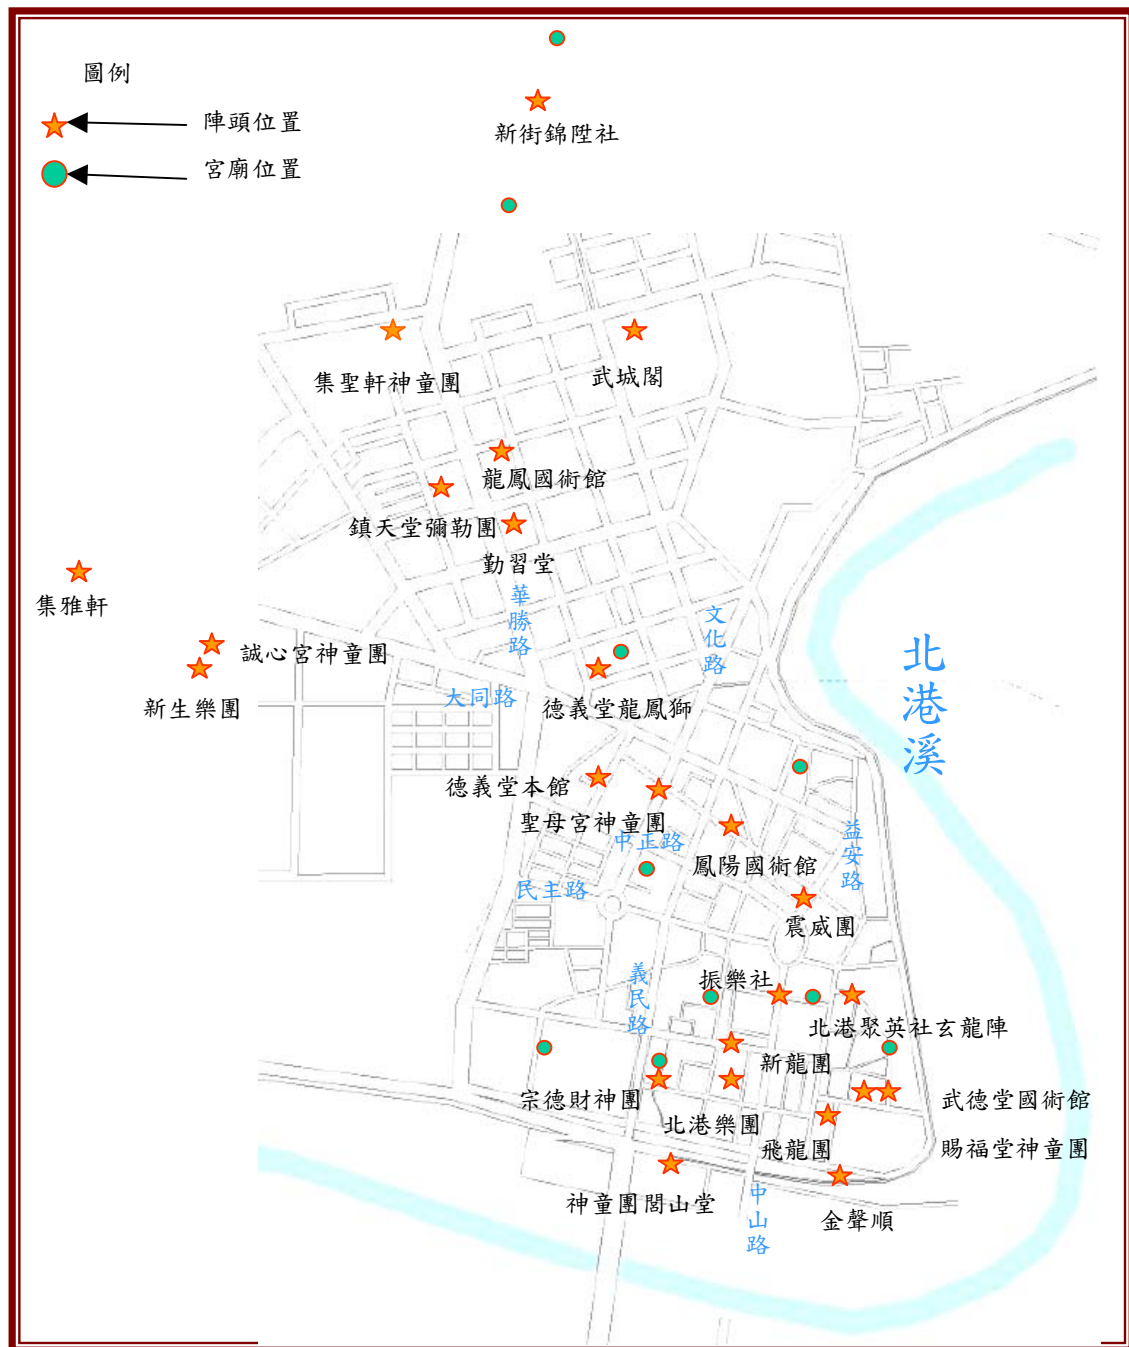 圖例
陣頭位置
宮廟位置
新街錦陞社
集聖軒神童團
武城閣
龍鳳國術館
鎮天堂彌勒團
勤習堂
集雅軒
華勝路
文化路
誠心宮神童團
新生樂團
大同路
德義堂龍鳳獅
北港溪
德義堂本館
聖母宮神童團
中正路
益安路
鳳陽國術館
民主路
震威團
義民路
振樂社
北港聚英社玄龍陣
新龍團
宗德財神團
北港樂團
武德堂國術館
飛龍團
賜福堂神童團
神童團閭山堂
中山路
金聲順